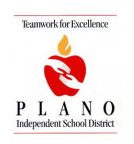 Teamwork for Excellence
PLANO
Independent School District